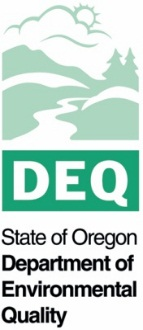 DEQ
State of Oregon
Department of
Environmental
Quality